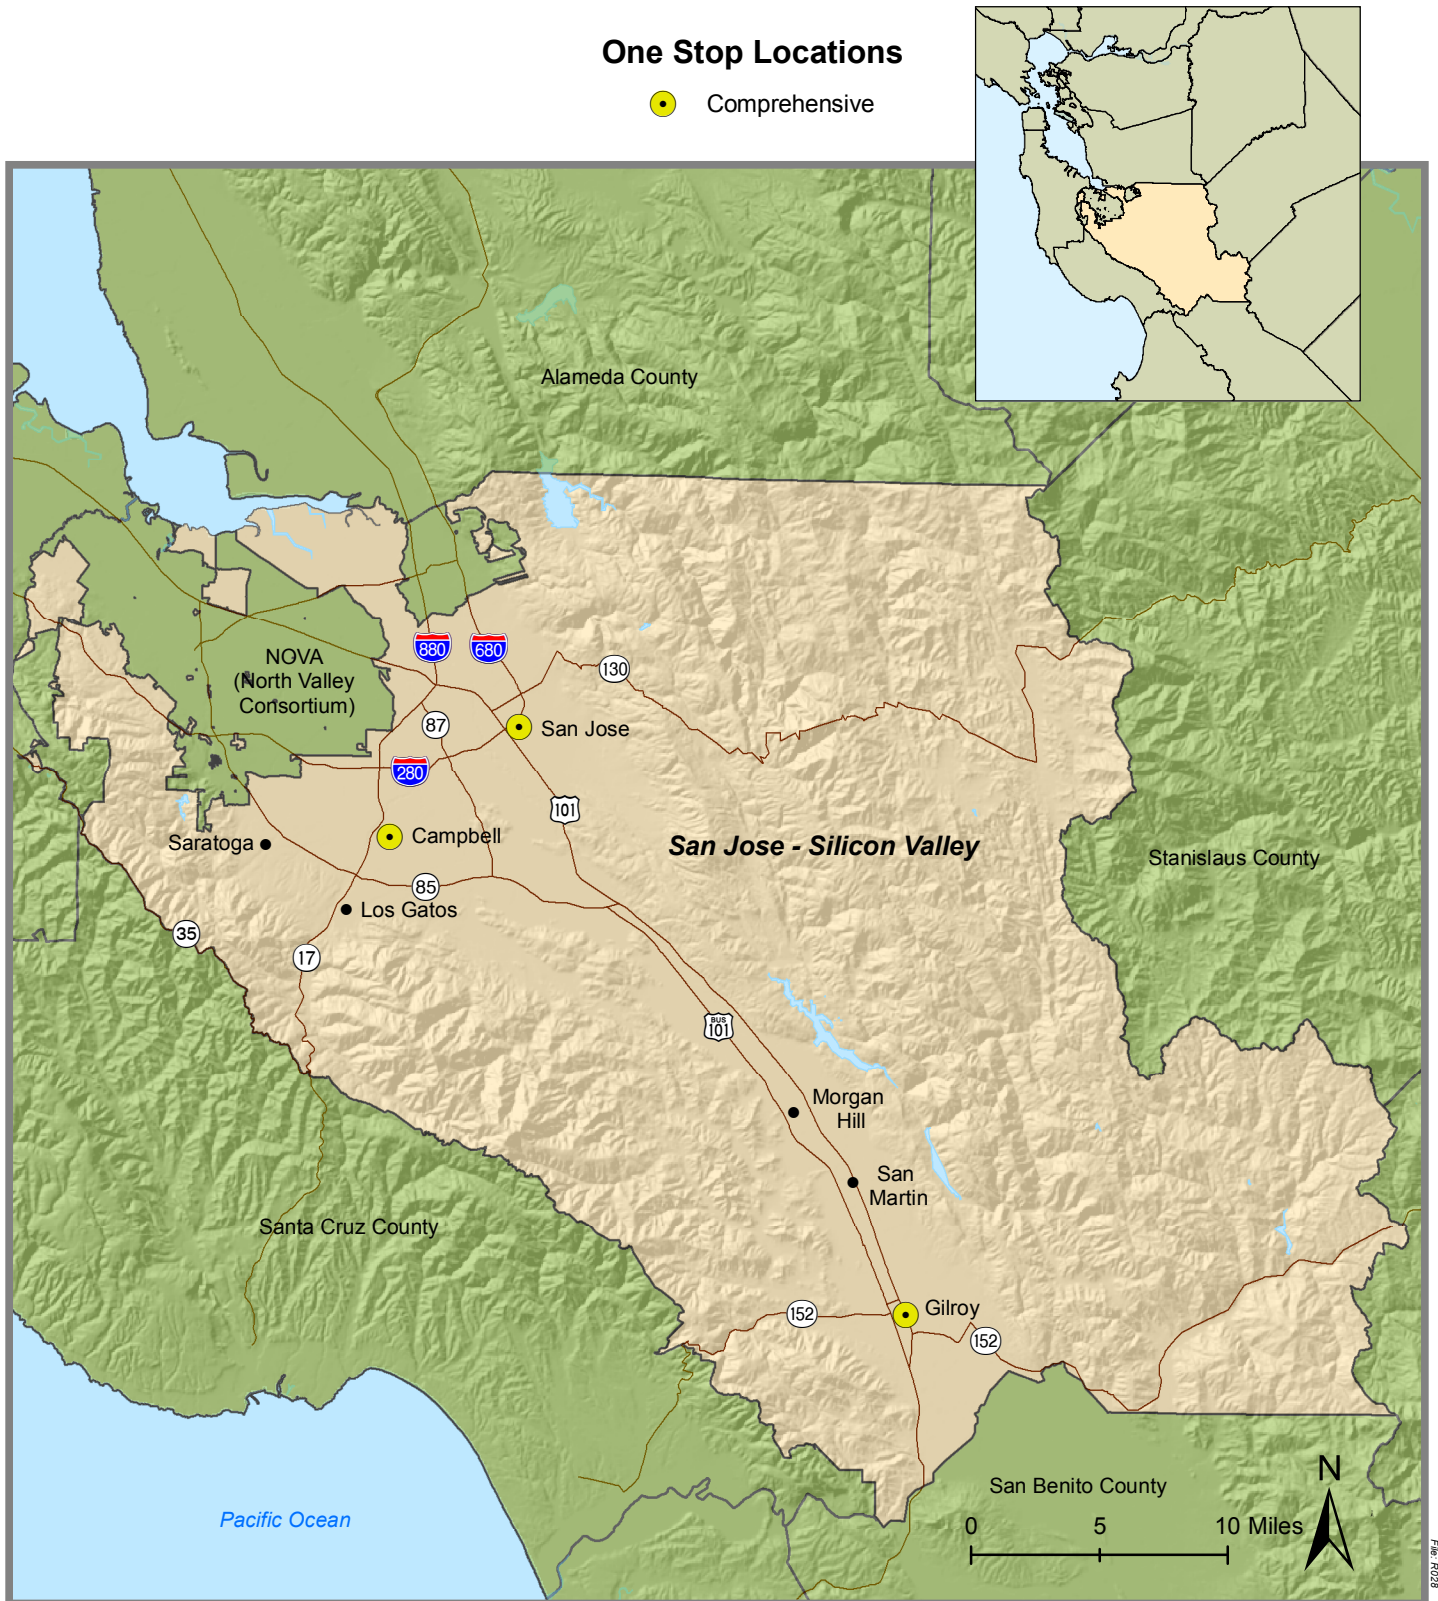 One Stop Locations
Comprehensive
Alameda County
NOVA
(North Valley
Consortium)
880
680
130
87
San Jose
280
101
Campbell
Saratoga
San Jose - Silicon Valley
Stanislaus County
85
Los Gatos
35
17
BUS
101
Morgan
Hill
San
Martin
Santa Cruz County
152
Gilroy
152
San Benito County
N
Pacific Ocean
0 5 10 Miles
File: R028